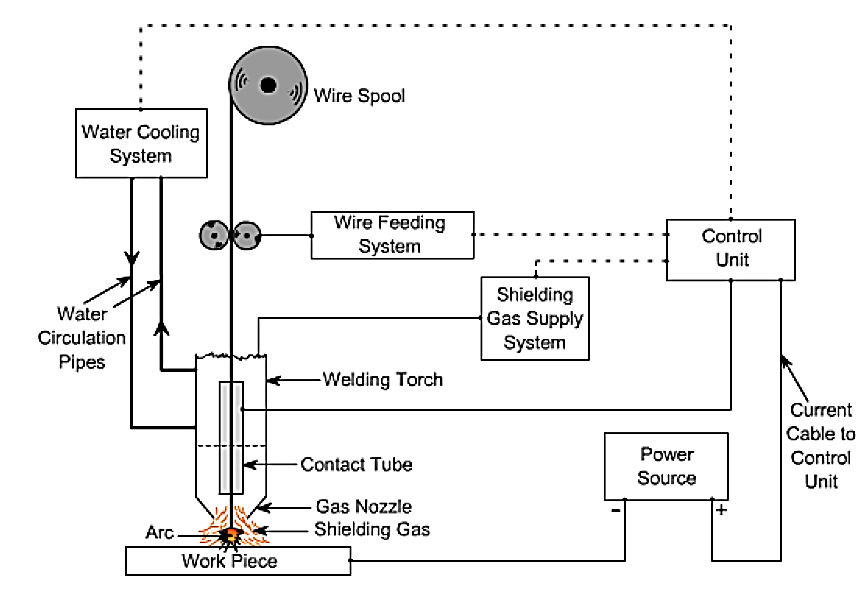 Wire Spool
Water Cooling
System
Wire Feeding
System
Control
Unit
Shielding
Gas Supply
System
Water
Circulation
Pipes
Welding Torch
Current
Cable to
Control
Unit
Power
Source
Contact Tube
Gas Nozzle
- +
Shielding Gas
Arc
Work Piece